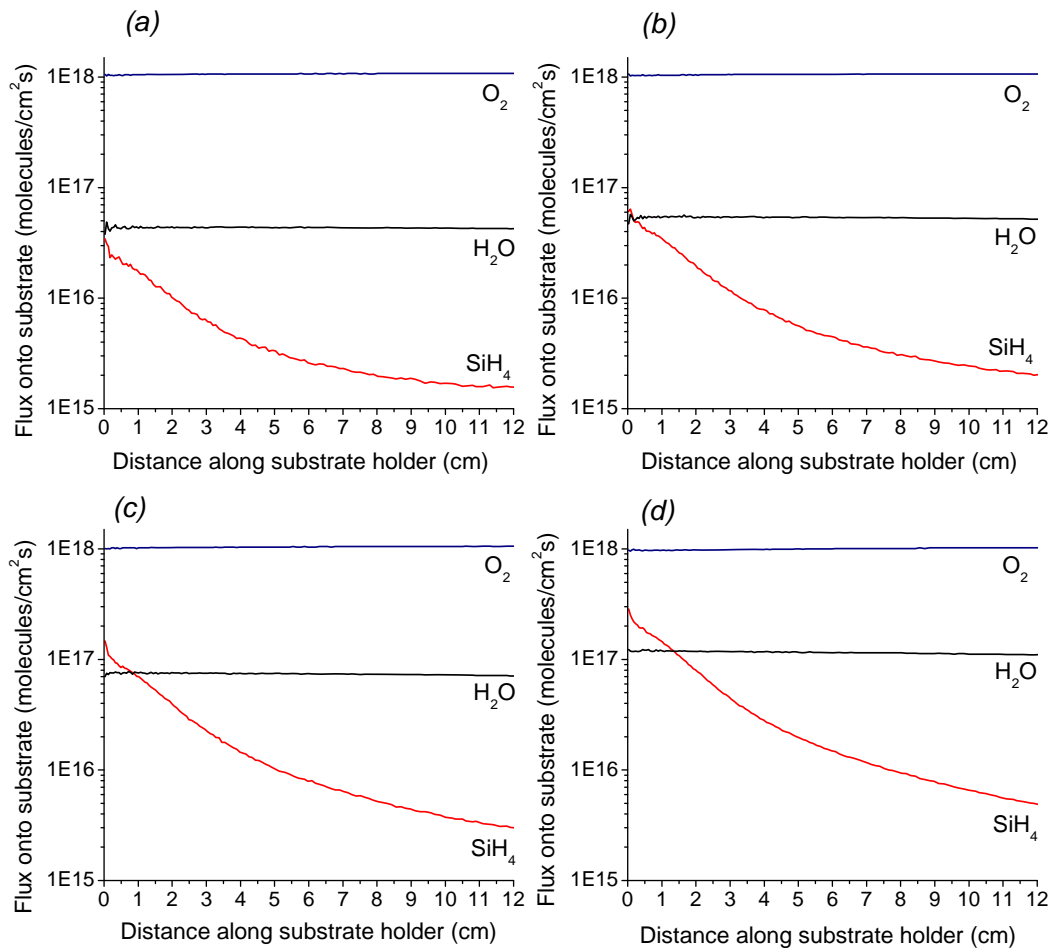 (a)
Flux onto substrate (molecules/cm²s)
1E18
1E17
1E16
1E15
O₂
H₂O
SiH₄
0 1 2 3 4 5 6 7 8 9 10 11 12
Distance along substrate holder (cm)
(b)
Flux onto substrate (molecules/cm²s)
1E18
1E17
1E16
1E15
O₂
H₂O
SiH₄
0 1 2 3 4 5 6 7 8 9 10 11 12
Distance along substrate holder (cm)
(c)
Flux onto substrate (molecules/cm²s)
1E18
1E17
1E16
1E15
O₂
H₂O
SiH₄
0 1 2 3 4 5 6 7 8 9 10 11 12
Distance along substrate holder (cm)
(d)
Flux onto substrate (molecules/cm²s)
1E18
1E17
1E16
1E15
O₂
H₂O
SiH₄
0 1 2 3 4 5 6 7 8 9 10 11 12
Distance along substrate holder (cm)